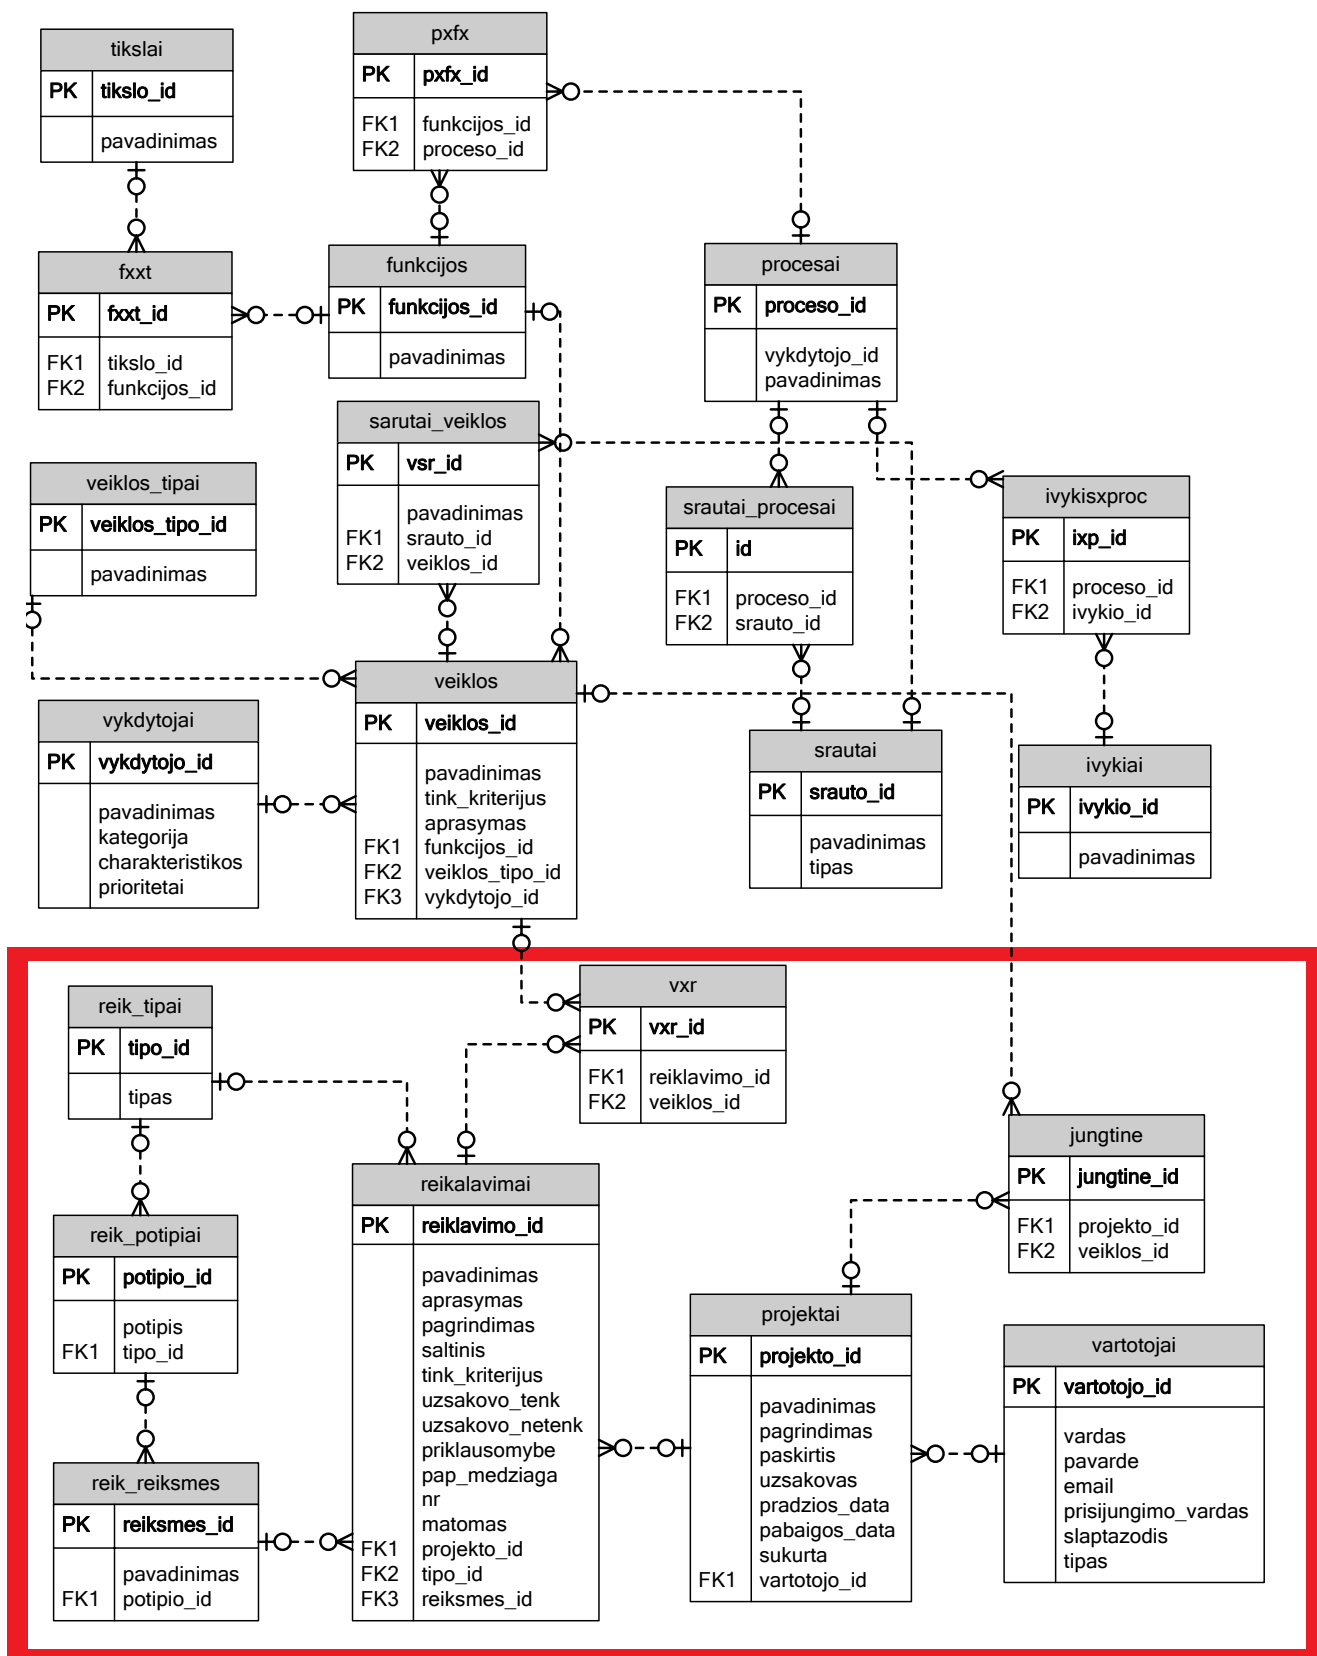 tikslai
PK tikslo_id
pavadinimas
pxfx
PK pxfx_id
FK1 funkcijos_id
FK2 proceso_id
fxxt
PK fxxt_id
FK1 tikslo_id
FK2 funkcijos_id
funkcijos
PK funkcijos_id
pavadinimas
procesai
PK proceso_id
vykdytojo_id
pavadinimas
sarutai_veiklos
PK vsr_id
pavadinimas
FK1 srauto_id
FK2 veiklos_id
veiklos_tipai
PK veiklos_tipo_id
pavadinimas
srautai_procesai
PK id
FK1 proceso_id
FK2 srauto_id
ivykisxproc
PK ixp_id
FK1 proceso_id
FK2 ivykio_id
veiklos
PK veiklos_id
pavadinimas
tink_kriterijus
aprasymas
FK1 funkcijos_id
FK2 veiklos_tipo_id
FK3 vykdytojo_id
vykdytojai
PK vykdytojo_id
pavadinimas
kategorija
charakteristikos
prioritetai
srautai
PK srauto_id
pavadinimas
tipas
ivykiai
PK ivykio_id
pavadinimas
vxr
PK vxr_id
FK1 reiklavimo_id
FK2 veiklos_id
reik_tipai
PK tipo_id
tipas
jungtine
PK jungtine_id
FK1 projekto_id
FK2 veiklos_id
reikalavimai
PK reiklavimo_id
pavadinimas
aprasymas
pagrindimas
saltinis
tink_kriterijus
uzsakovo_tenk
uzsakovo_netenk
priklausomybe
pap_medziaga
nr
matomas
FK1 projekto_id
FK2 tipo_id
FK3 reiksmes_id
reik_potipiai
PK potipio_id
potipis
FK1 tipo_id
projektai
PK projekto_id
pavadinimas
pagrindimas
paskirtis
uzsakovas
pradzios_data
pabaigos_data
sukurta
FK1 vartotojo_id
vartotojai
PK vartotojo_id
vardas
pavarde
email
prisijungimo_vardas
slaptazodis
tipas
reik_reiksmes
PK reiksmes_id
pavadinimas
FK1 potipio_id